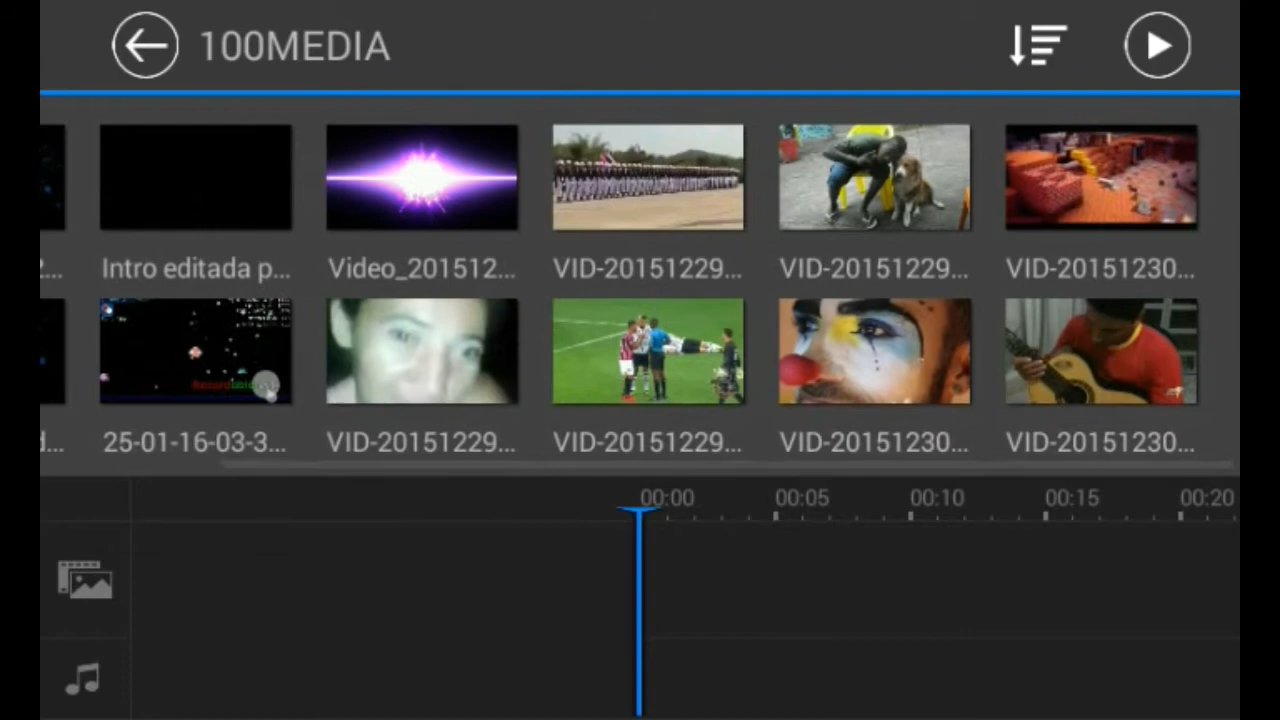 100MEDIA
2...
Intro editada p...
Video_201512...
VID-20151229...
VID-20151229...
VID-20151230...
d...
25-01-16-03-3...
VID-20151229...
VID-20151229...
VID-20151230...
VID-20151230...
00:00
00:05
00:10
00:15
00:20